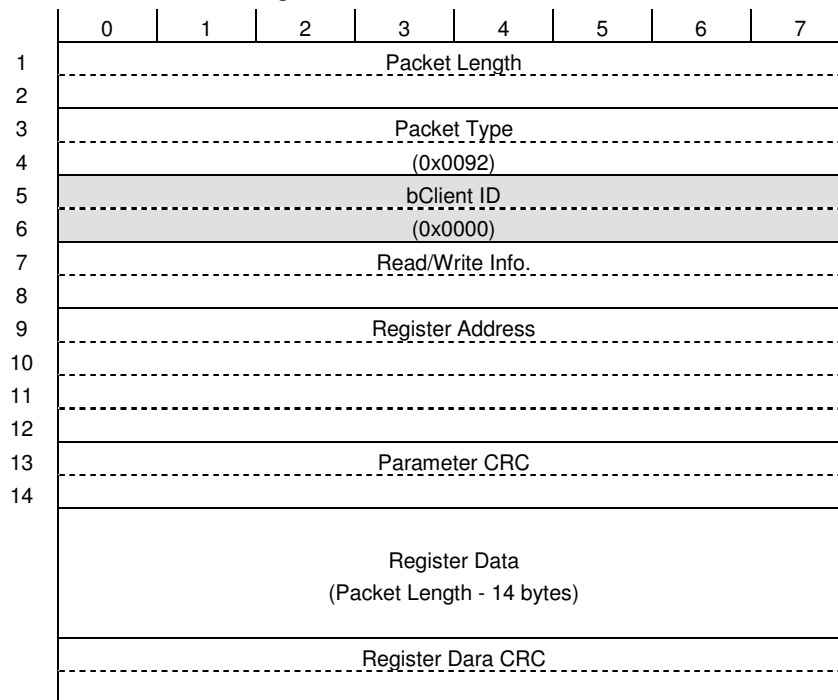 0 1 2 3 4 5 6 7
1 Packet Length
2
3 Packet Type
4 (0x0092)
5 bClient ID
6 (0x0000)
7 Read/Write Info.
8
9 Register Address
10
11
12
13 Parameter CRC
14
Register Data
(Packet Length - 14 bytes)
Register Dara CRC